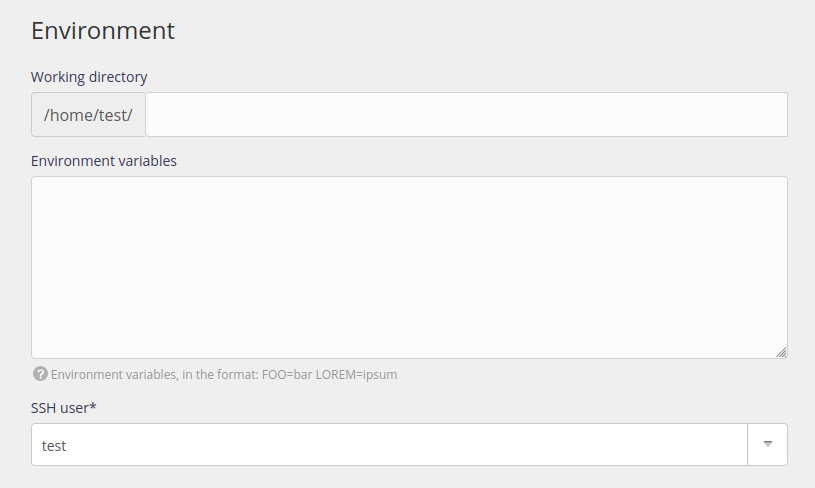 Environment
Working directory
/home/test/
Environment variables
? Environment variables, in the format: FOO=bar LOREM=ipsum
SSH user*
test